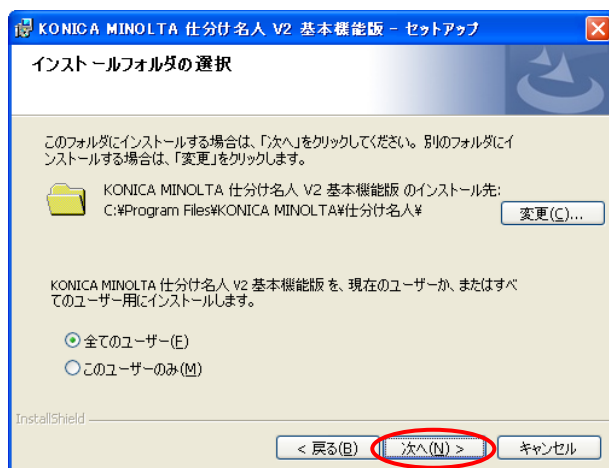 KONICA MINOLTA 仕分け名人 V2 基本機能版 - セットアップ
インストールフォルダの選択
このフォルダにインストールする場合は、「次へ」をクリックしてください。別のフォルダにイ
ンストールする場合は、「変更」をクリックします。
KONICA MINOLTA 仕分け名人 V2 基本機能版 のインストール先:
C:¥Program Files¥KONICA MINOLTA¥仕分け名人¥
変更(C)...
KONICA MINOLTA 仕分け名人 V2 基本機能版 を、現在のユーザーか、またはすべ
てのユーザー用にインストールします。
全てのユーザー(E)
このユーザーのみ(M)
InstallShield
< 戻る(B)
次へ(N) >
キャンセル